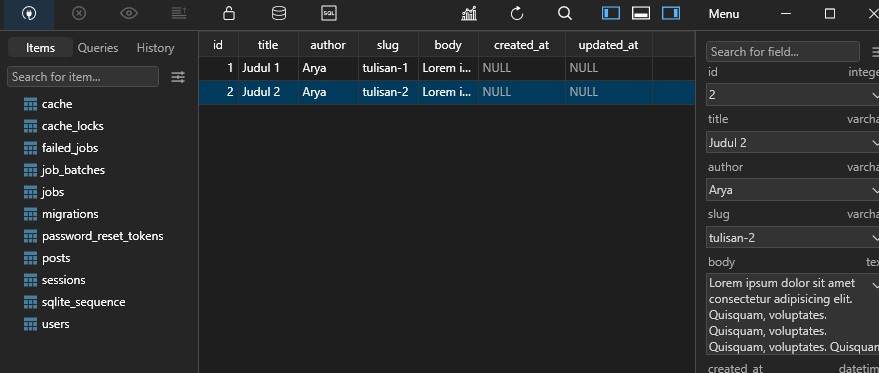 SQL
Menu
Items Queries History
Search for item...
cache
cache_locks
failed_jobs
job_batches
jobs
migrations
password_reset_tokens
posts
sessions
sqlite_sequence
users
id title author slug body created_at updated_at
1 Judul 1 Arya tulisan-1 Lorem i... NULL NULL
2 Judul 2 Arya tulisan-2 Lorem i... NULL NULL
Search for field...
id intege
2
title varcha
Judul 2
author varcha
Arya
slug varcha
tulisan-2
body tex
Lorem ipsum dolor sit amet
consectetur adipisicing elit.
Quisquam, voluptates.
Quisquam, voluptates.
Quisquam, voluptates. Quisquam
created_at datetim